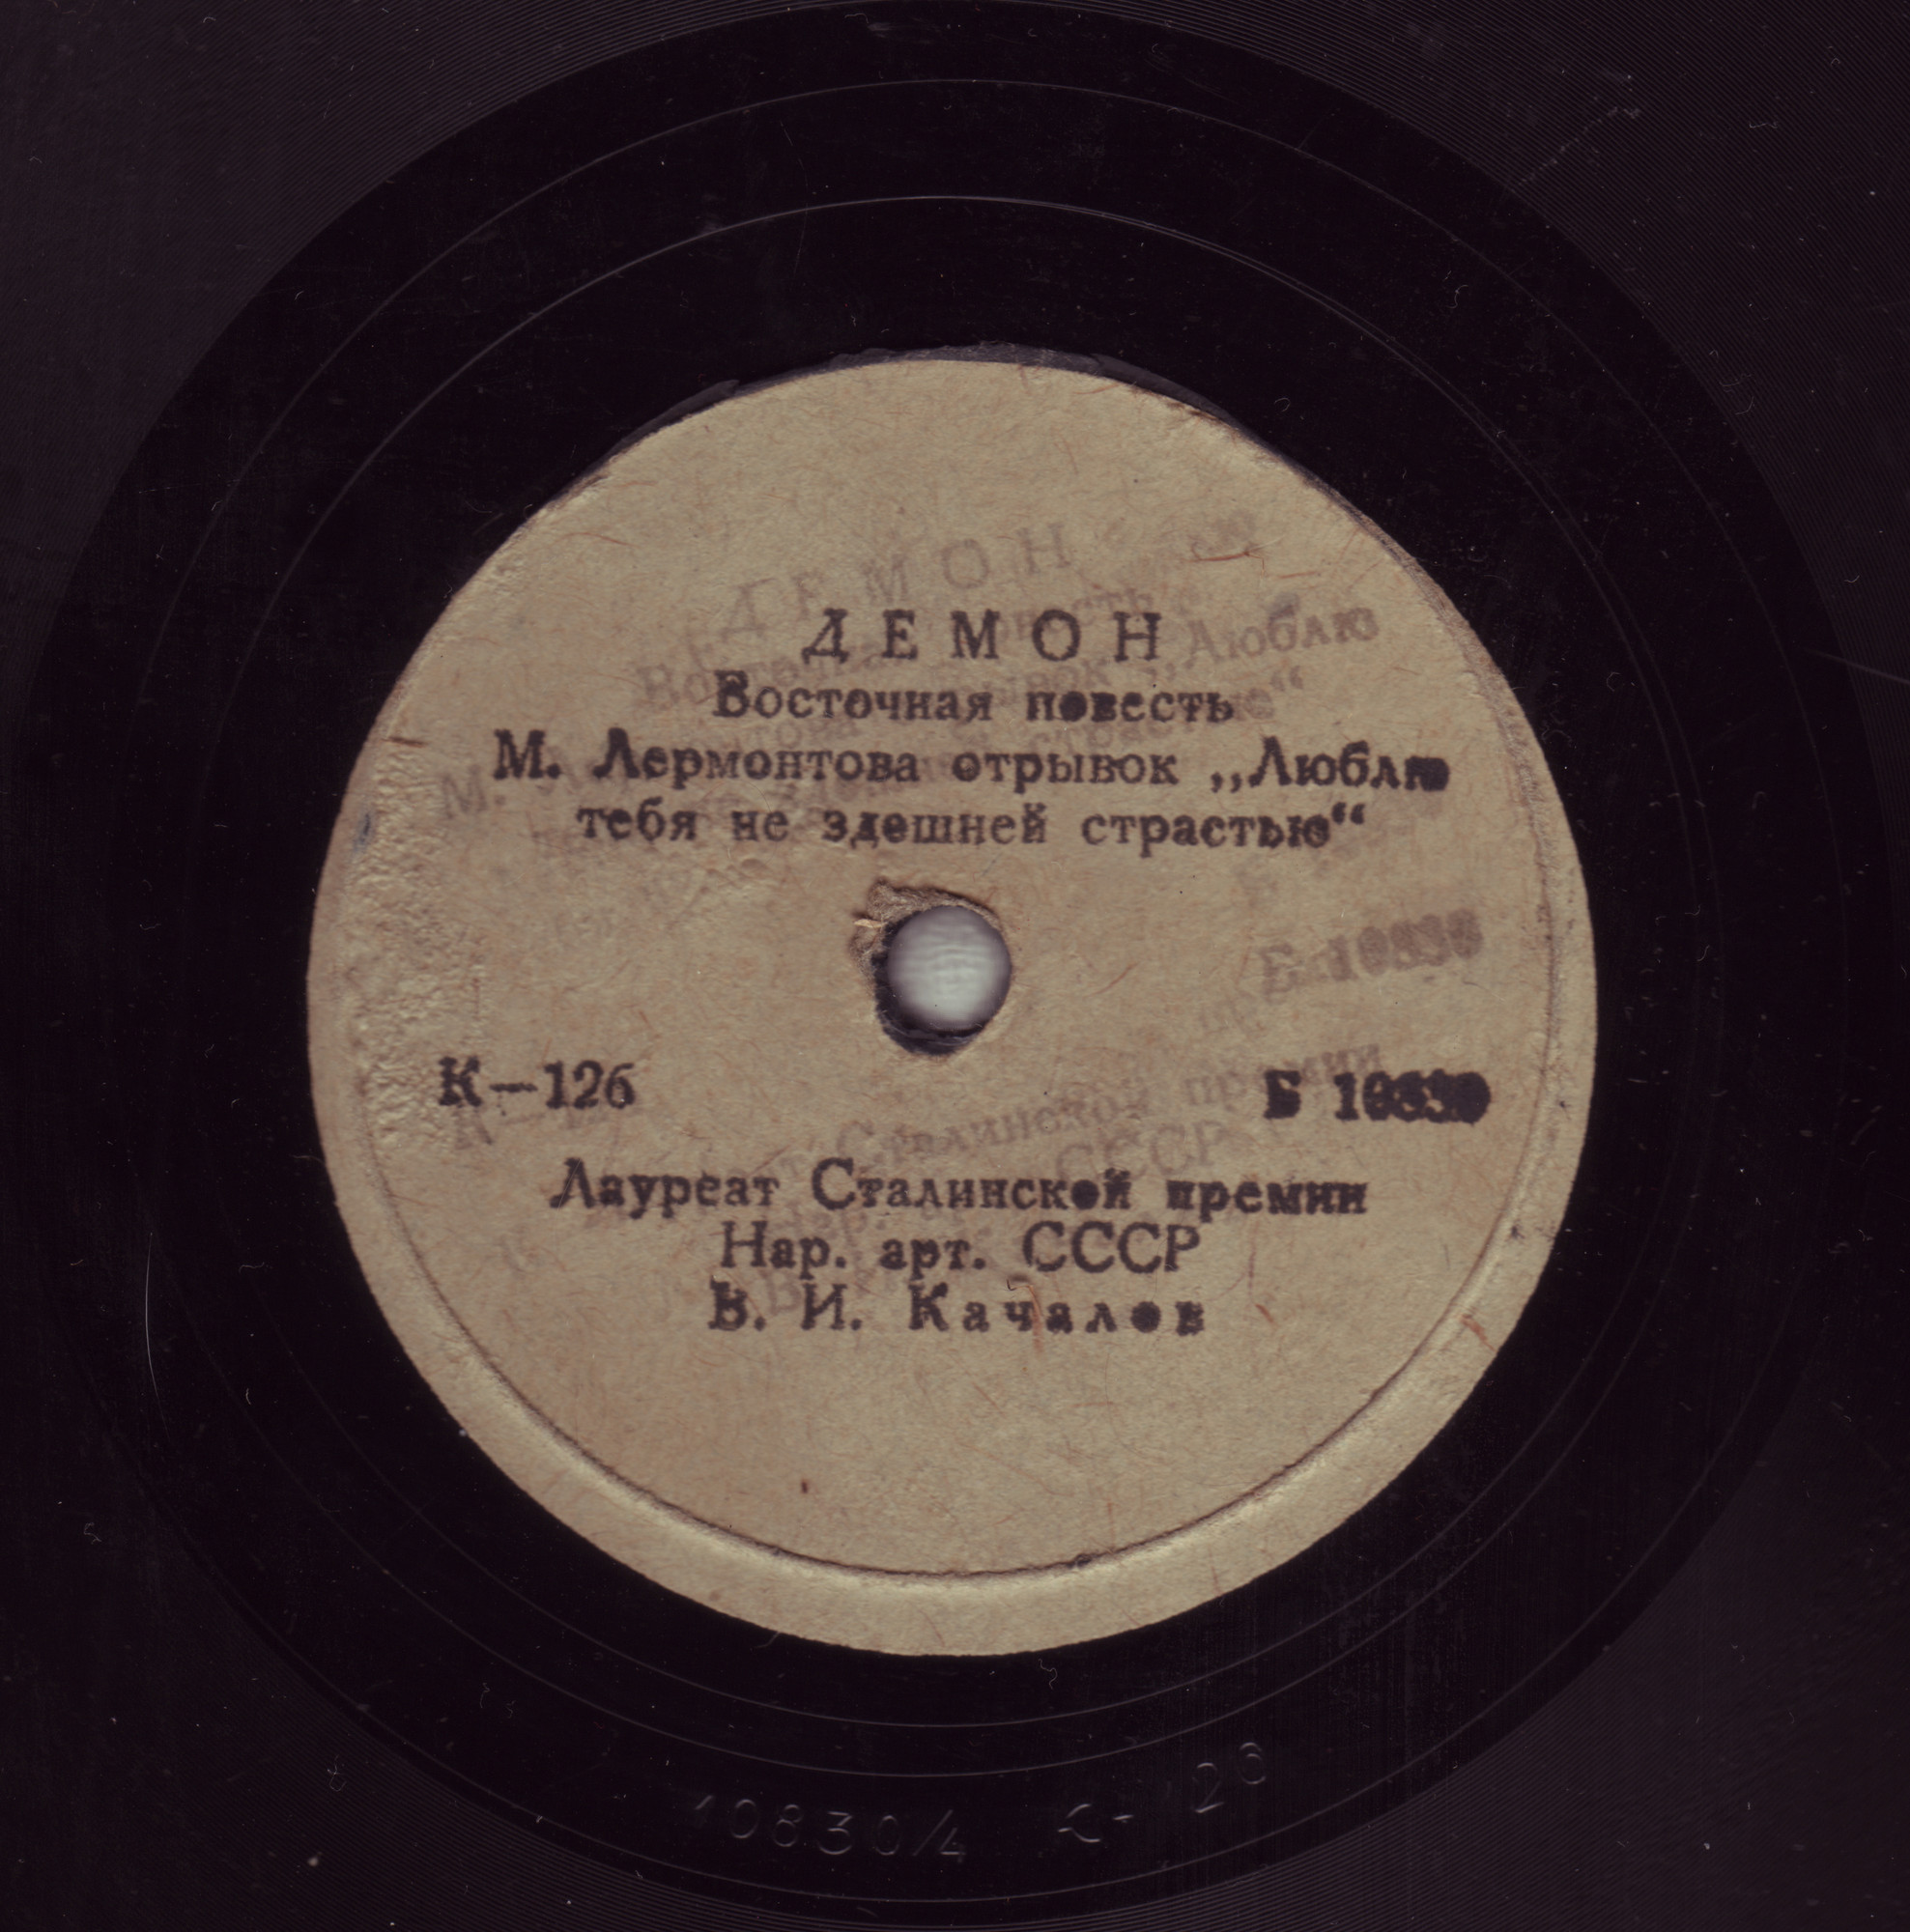 ДЕМОН
Восточная повесть
М. Лермонтова отрывок „Люблю
тебя не здешней страстью“
К—126
Б 10830
Лауреат Сталинской премии
Нар. арт. СССР
В. И. Качалов
10830/4 К-126